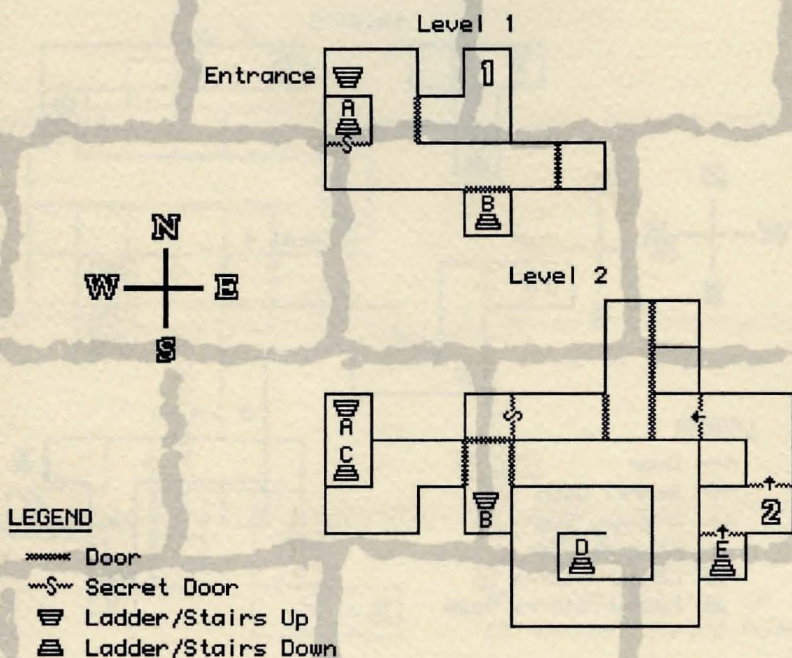 Level 1
Entrance
1
A
S
B
N
W E
S
Level 2
S
A
C
B
D
E
2
LEGEND
Door
S Secret Door
Ladder/Stairs Up
Ladder/Stairs Down